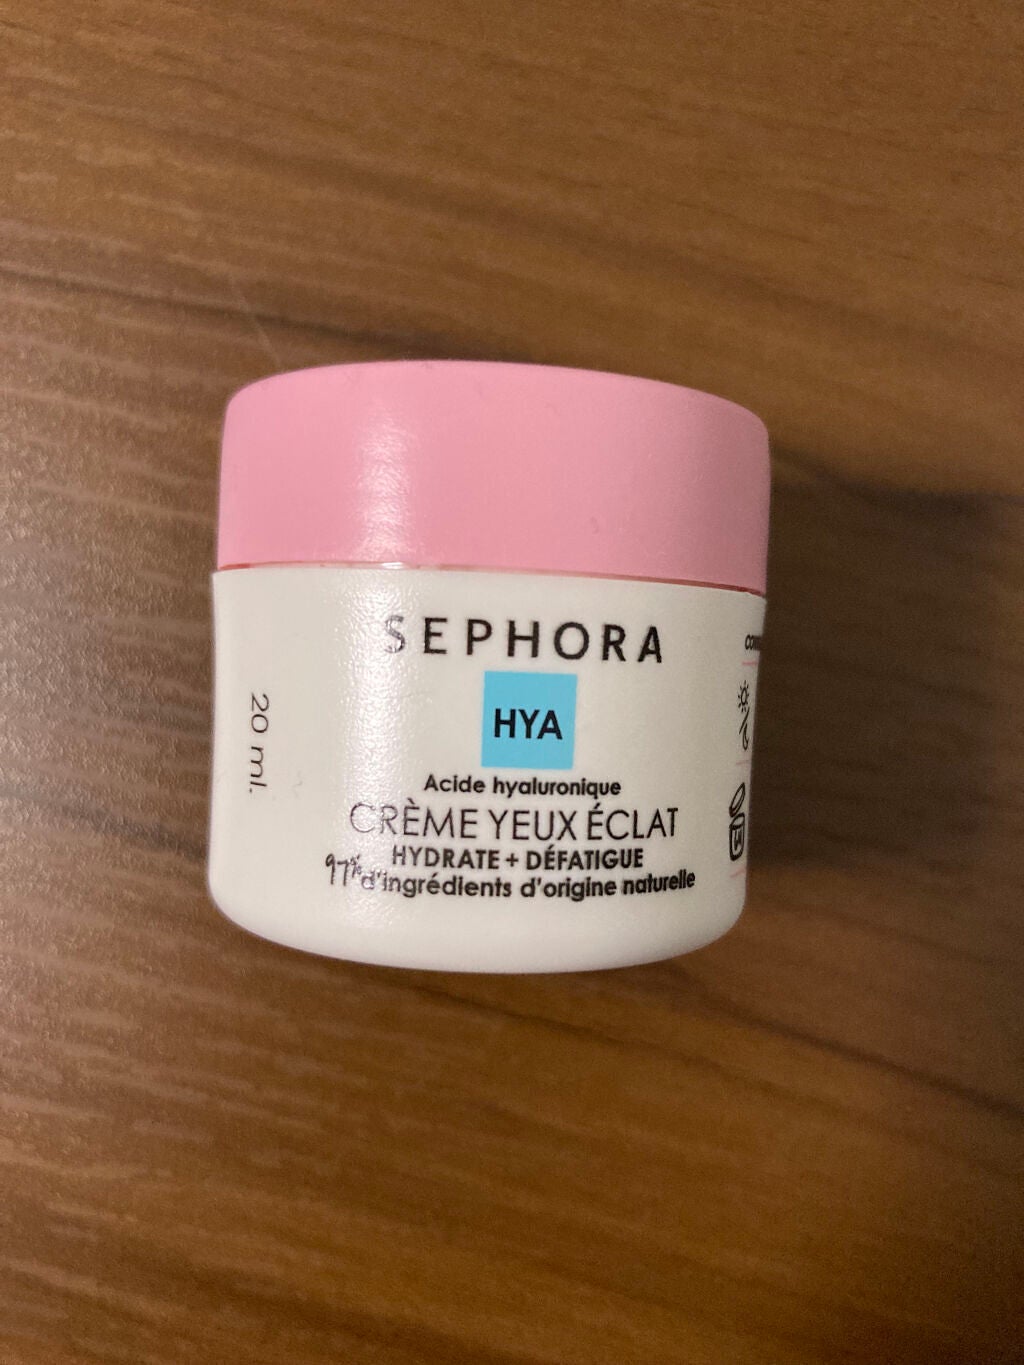 SEPHORA
HYA
Acide hyaluronique
CRÈME YEUX ÉCLAT
HYDRATE + DÉFATIGUE
97% d'ingrédients d'origine naturelle
20 ml.